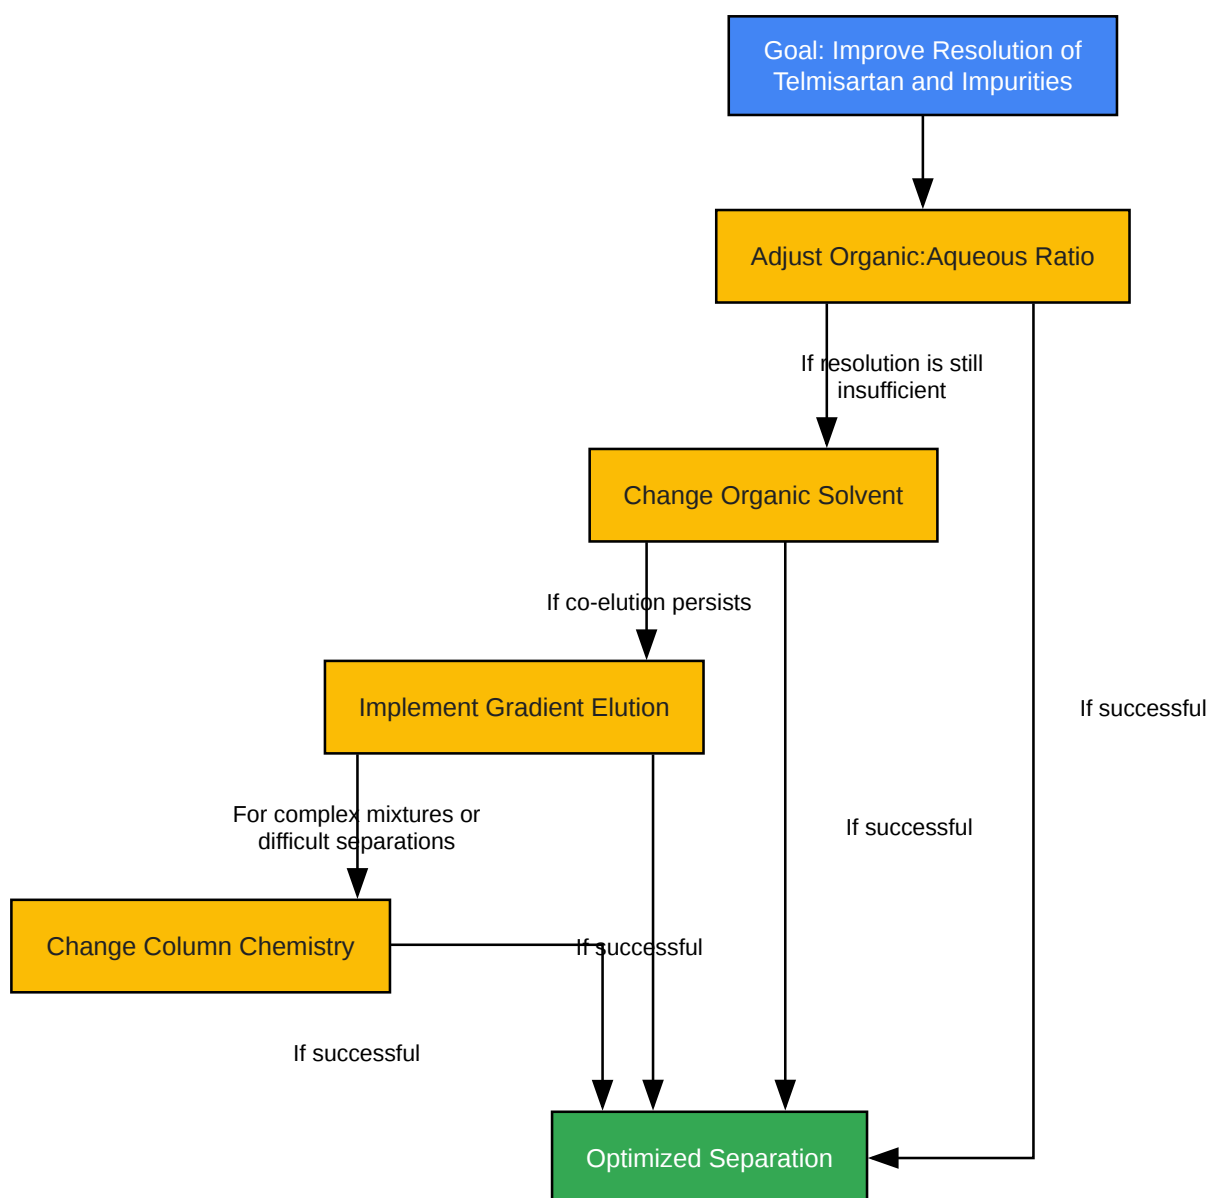 Goal: Improve Resolution of
Telmisartan and Impurities
Adjust Organic:Aqueous Ratio
If resolution is still
insufficient
Change Organic Solvent
If co-elution persists
Implement Gradient Elution
If successful
For complex mixtures or
difficult separations
If successful
Change Column Chemistry
If successful
If successful
Optimized Separation